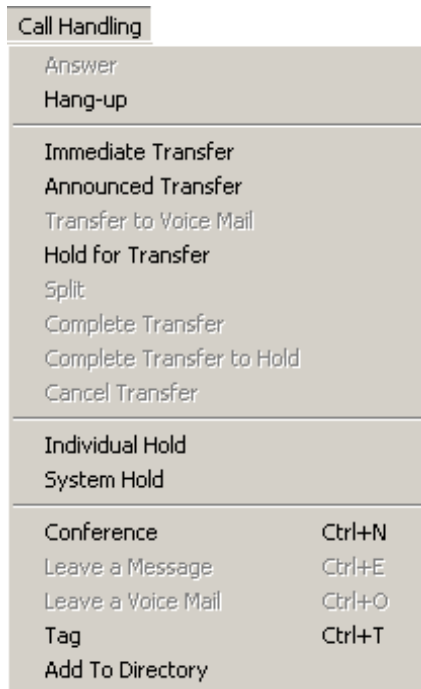 Call Handling
Answer
Hang-up
Immediate Transfer
Announced Transfer
Transfer to Voice Mail
Hold for Transfer
Split
Complete Transfer
Complete Transfer to Hold
Cancel Transfer
Individual Hold
System Hold
Conference Ctrl+N
Leave a Message Ctrl+E
Leave a Voice Mail Ctrl+O
Tag Ctrl+T
Add To Directory